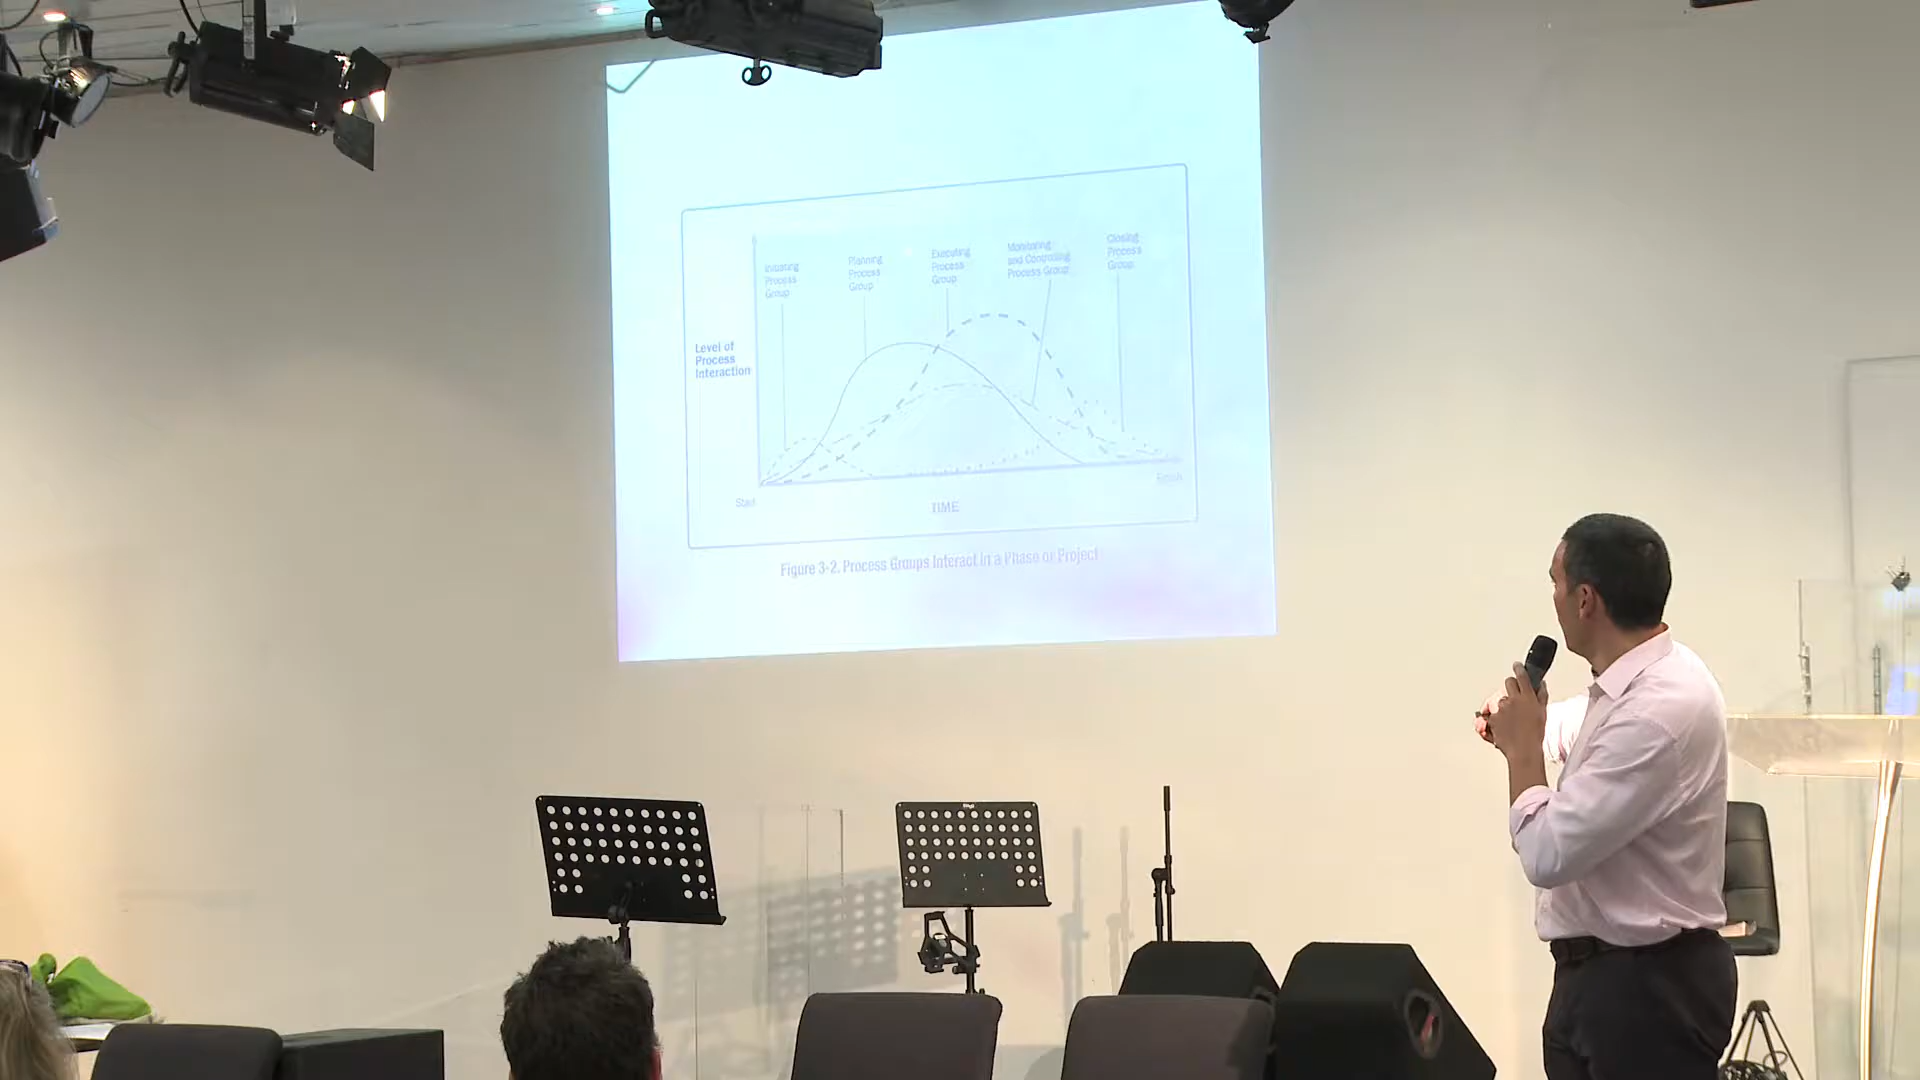 Initiating
Process
Group
Planning
Process
Group
Executing
Process
Group
Monitoring
and Controlling
Process Group
Closing
Process
Group
Level of
Process
Interaction
Start
Finish
TIME
Figure 3-2. Process Groups Interact in a Phase or Project